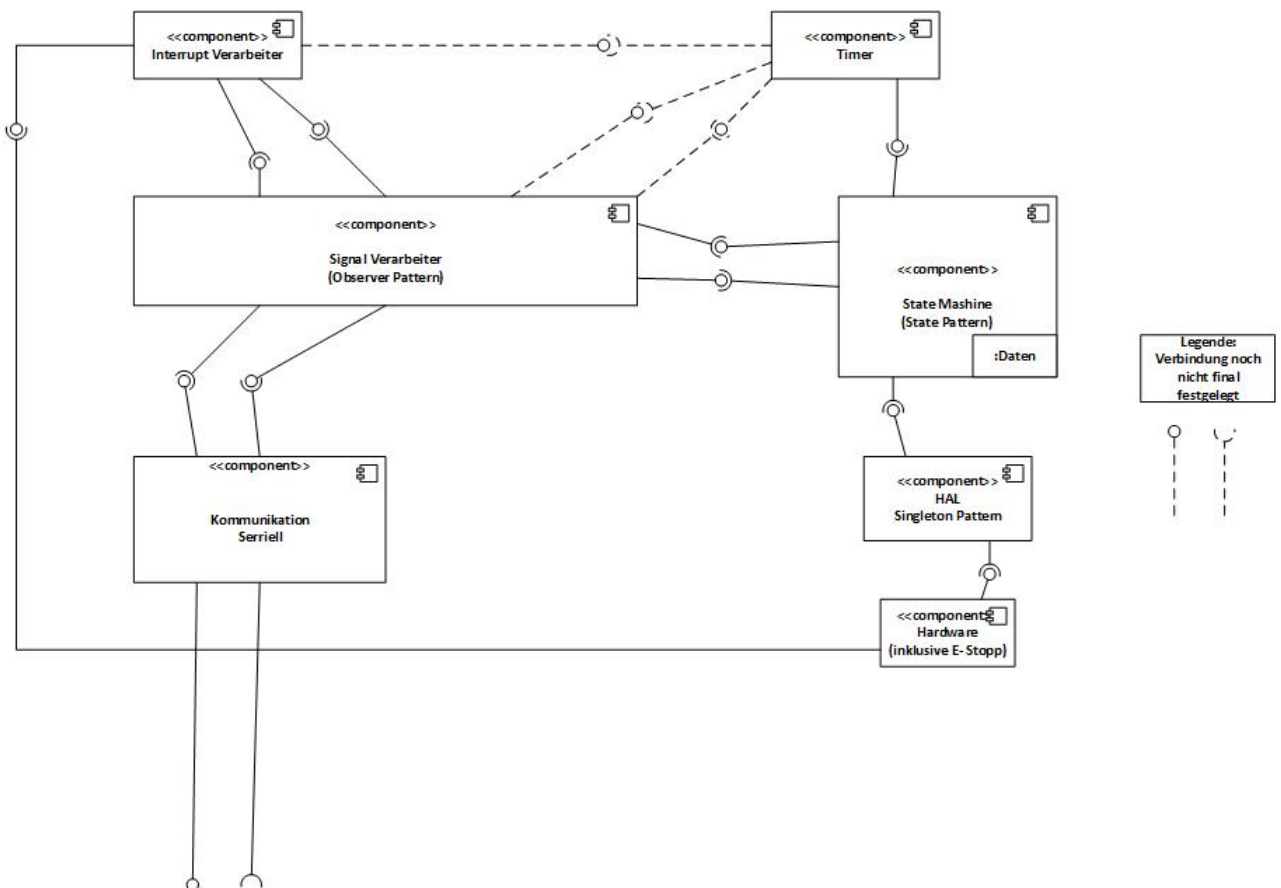 <<component>>
Interrupt Verarbeiter
<<component>>
Timer
<<component>>
Signal Verarbeiter
(Observer Pattern)
<<component>>
State Mashine
(State Pattern)
:Daten
Legende:
Verbindung noch
nicht final
festgelegt
<<component>>
Kommunikation
Serriell
<<component>>
HAL
Singleton Pattern
<<component>>
Hardware
(inklusive E-Stopp)